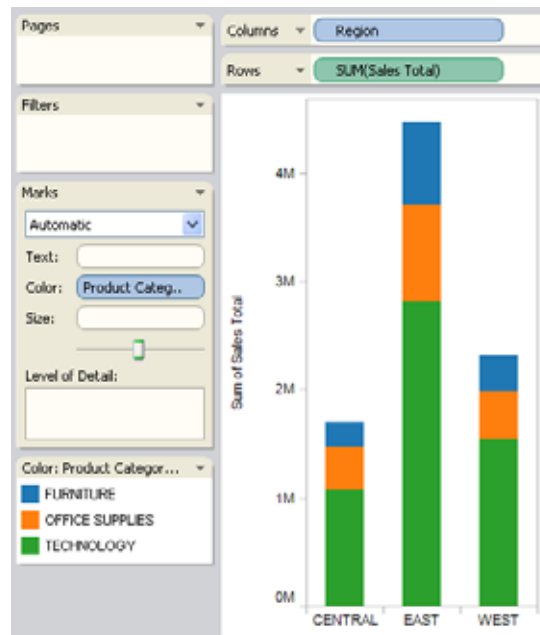 Pages
Columns
Region
Rows
SUM(Sales Total)
Filters
Marks
Automatic
Text:
Color:
Product Categ..
Size:
Level of Detail:
Color: Product Categor...
FURNITURE
OFFICE SUPPLIES
TECHNOLOGY
Sum of Sales Total
4M
3M
2M
1M
0M
CENTRAL
EAST
WEST